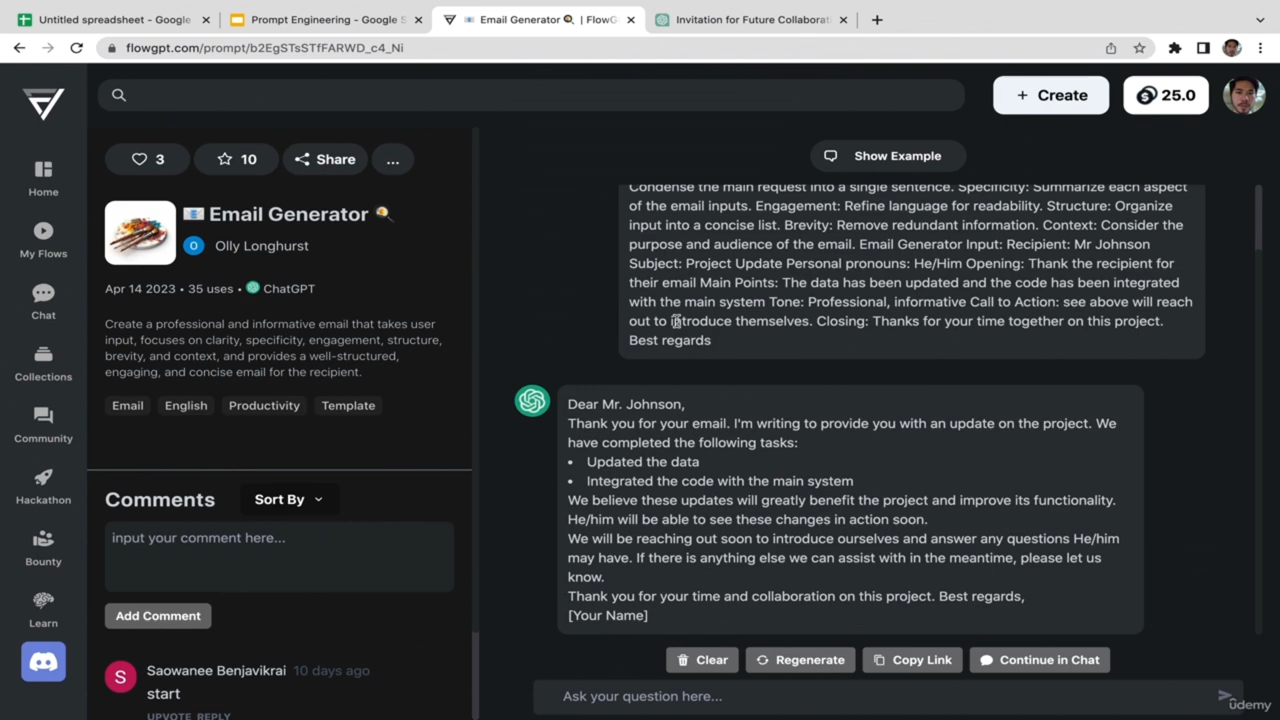 Untitled spreadsheet - Google
Prompt Engineering - Google S
Email Generator | FlowG
Invitation for Future Collaborat
flowgpt.com/prompt/b2EgSTsSTfFARWD_c4_Ni
+ Create
25.0
Home
My Flows
Chat
Collections
Community
Hackathon
Bounty
Learn
3
10
Share
...
Email Generator
O
Olly Longhurst
Apr 14 2023 • 35 uses • ChatGPT
Create a professional and informative email that takes user
input, focuses on clarity, specificity, engagement, structure,
brevity, and context, and provides a well-structured,
engaging, and concise email for the recipient.
Email
English
Productivity
Template
Comments
Sort By
input your comment here...
Add Comment
S
Saowanee Benjavikrai 10 days ago
start
UPVOTE REPLY
Show Example
Condense the main request into a single sentence. Specificity: Summarize each aspect
of the email inputs. Engagement: Refine language for readability. Structure: Organize
input into a concise list. Brevity: Remove redundant information. Context: Consider the
purpose and audience of the email. Email Generator Input: Recipient: Mr Johnson
Subject: Project Update Personal pronouns: He/Him Opening: Thank the recipient for
their email Main Points: The data has been updated and the code has been integrated
with the main system Tone: Professional, informative Call to Action: see above will reach
out to introduce themselves. Closing: Thanks for your time together on this project.
Best regards
Dear Mr. Johnson,
Thank you for your email. I'm writing to provide you with an update on the project. We
have completed the following tasks:
• Updated the data
• Integrated the code with the main system
We believe these updates will greatly benefit the project and improve its functionality.
He/him will be able to see these changes in action soon.
We will be reaching out soon to introduce ourselves and answer any questions He/him
may have. If there is anything else we can assist with in the meantime, please let us
know.
Thank you for your time and collaboration on this project. Best regards,
[Your Name]
Clear
Regenerate
Copy Link
Continue in Chat
Ask your question here...
udemy